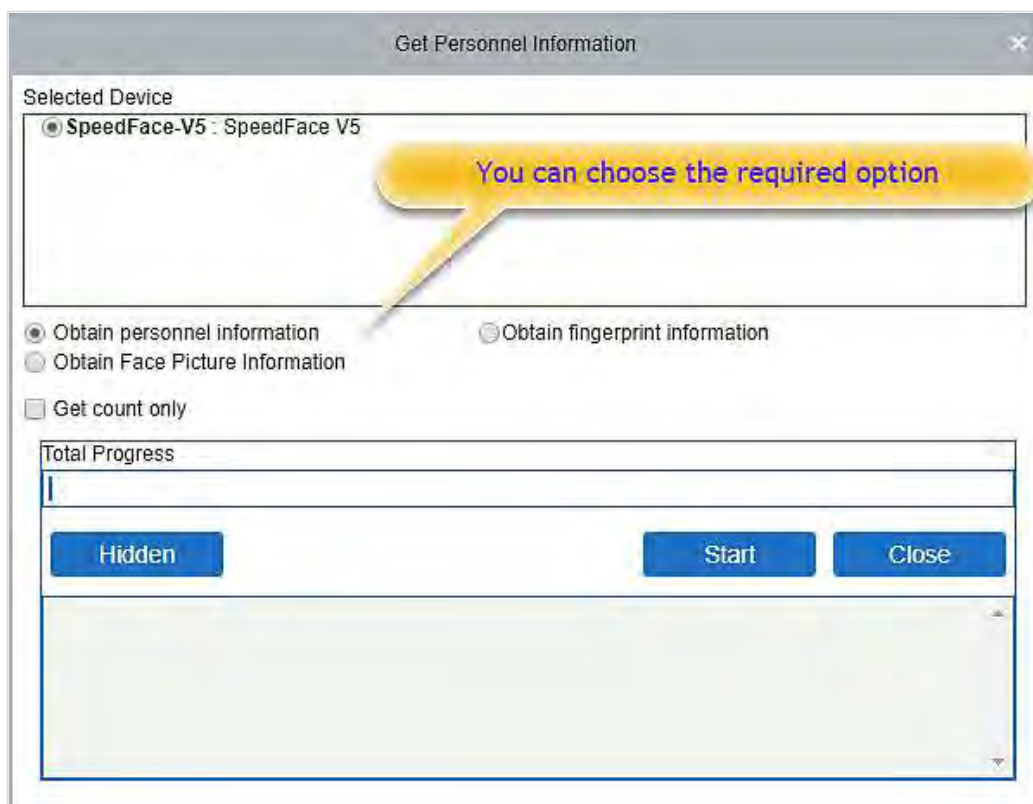 Get Personnel Information
Selected Device
SpeedFace-V5 : SpeedFace V5
You can choose the required option
Obtain personnel information Obtain fingerprint information
Obtain Face Picture Information
Get count only
Total Progress
Hidden Start Close